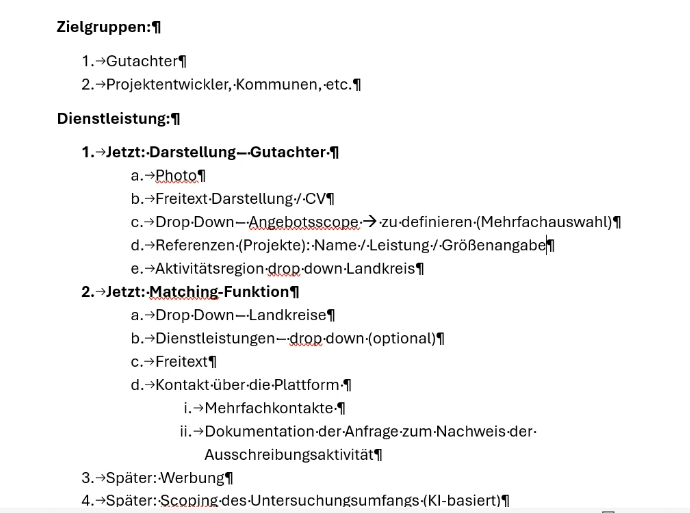 Zielgruppen:¶
1.→Gutachter¶
2.→Projektentwickler,·Kommunen,·etc.¶
Dienstleistung:¶
1.→Jetzt:·Darstellung·–·Gutachter·¶
a.→Photo¶
b.→Freitext·Darstellung·/·CV¶
c.→Drop·Down·–·Angebotsscope·→·zu·definieren·(Mehrfachauswahl)¶
d.→Referenzen·(Projekte):·Name·/·Leistung·/·Größenangabe¶
e.→Aktivitätsregion·drop·down·Landkreis¶
2.→Jetzt:·Matching-Funktion¶
a.→Drop·Down·–·Landkreise¶
b.→Dienstleistungen·–·drop·down·(optional)¶
c.→Freitext¶
d.→Kontakt·über·die·Plattform·¶
i.→Mehrfachkontakte·¶
ii.→Dokumentation·der·Anfrage·zum·Nachweis·der·
Ausschreibungsaktivität¶
3.→Später:·Werbung¶
4.→Später:·Scoping·des·Untersuchungsumfangs·(KI-basiert)¶